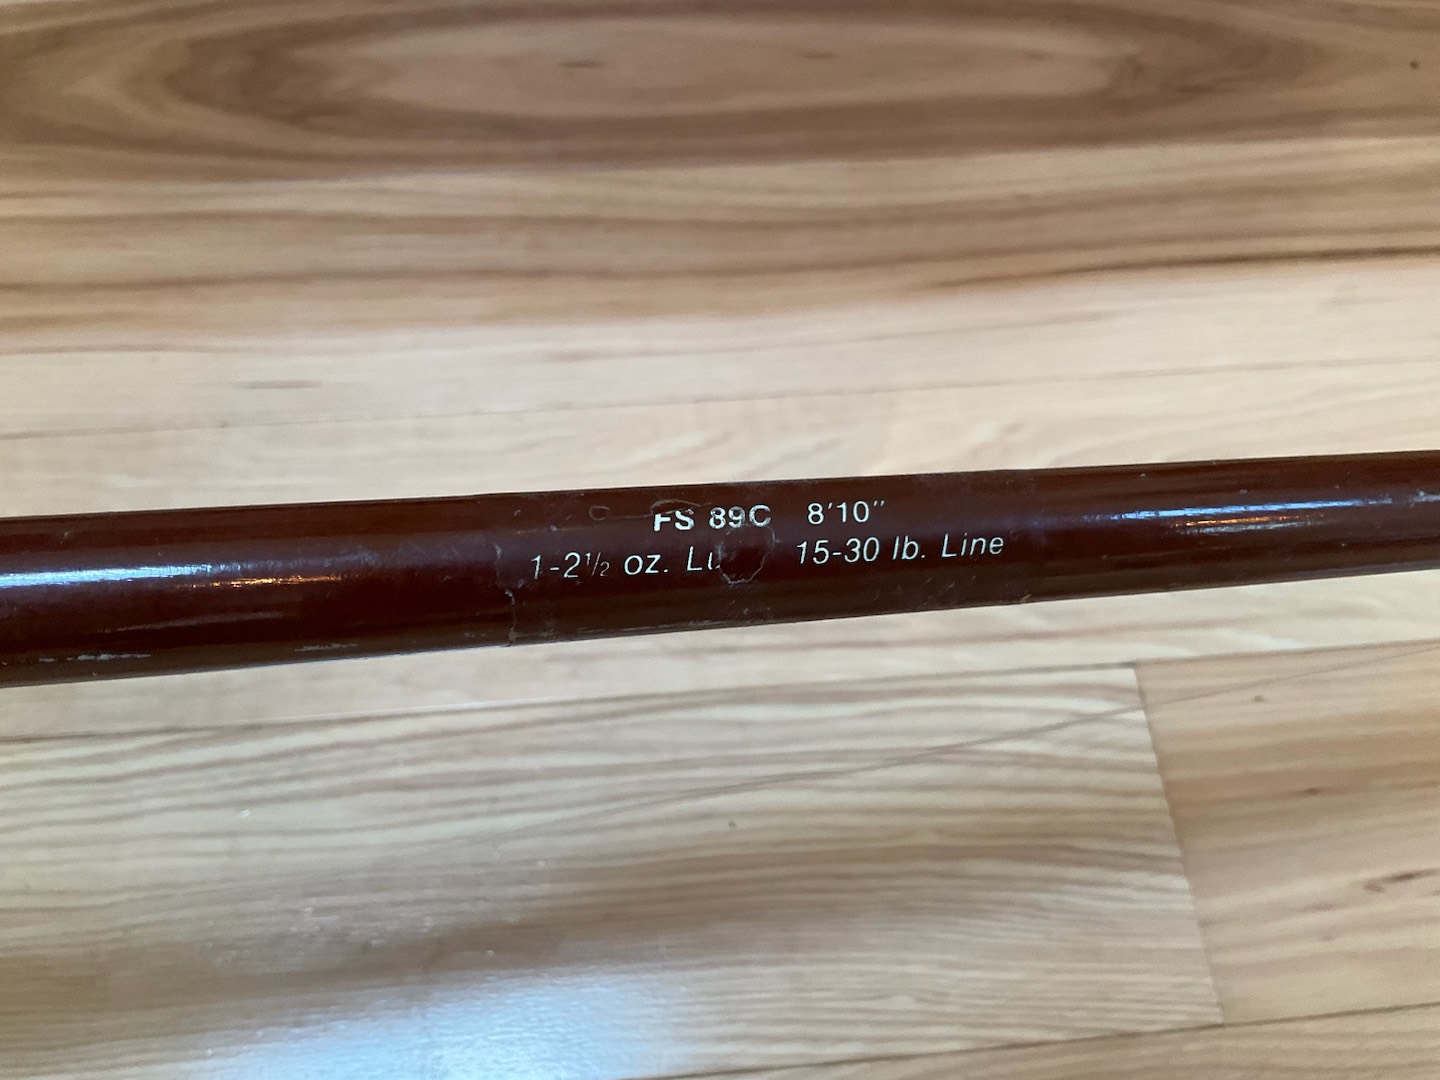 FS 89C 8'10"
1-2½ oz. 15-30 lb. Line